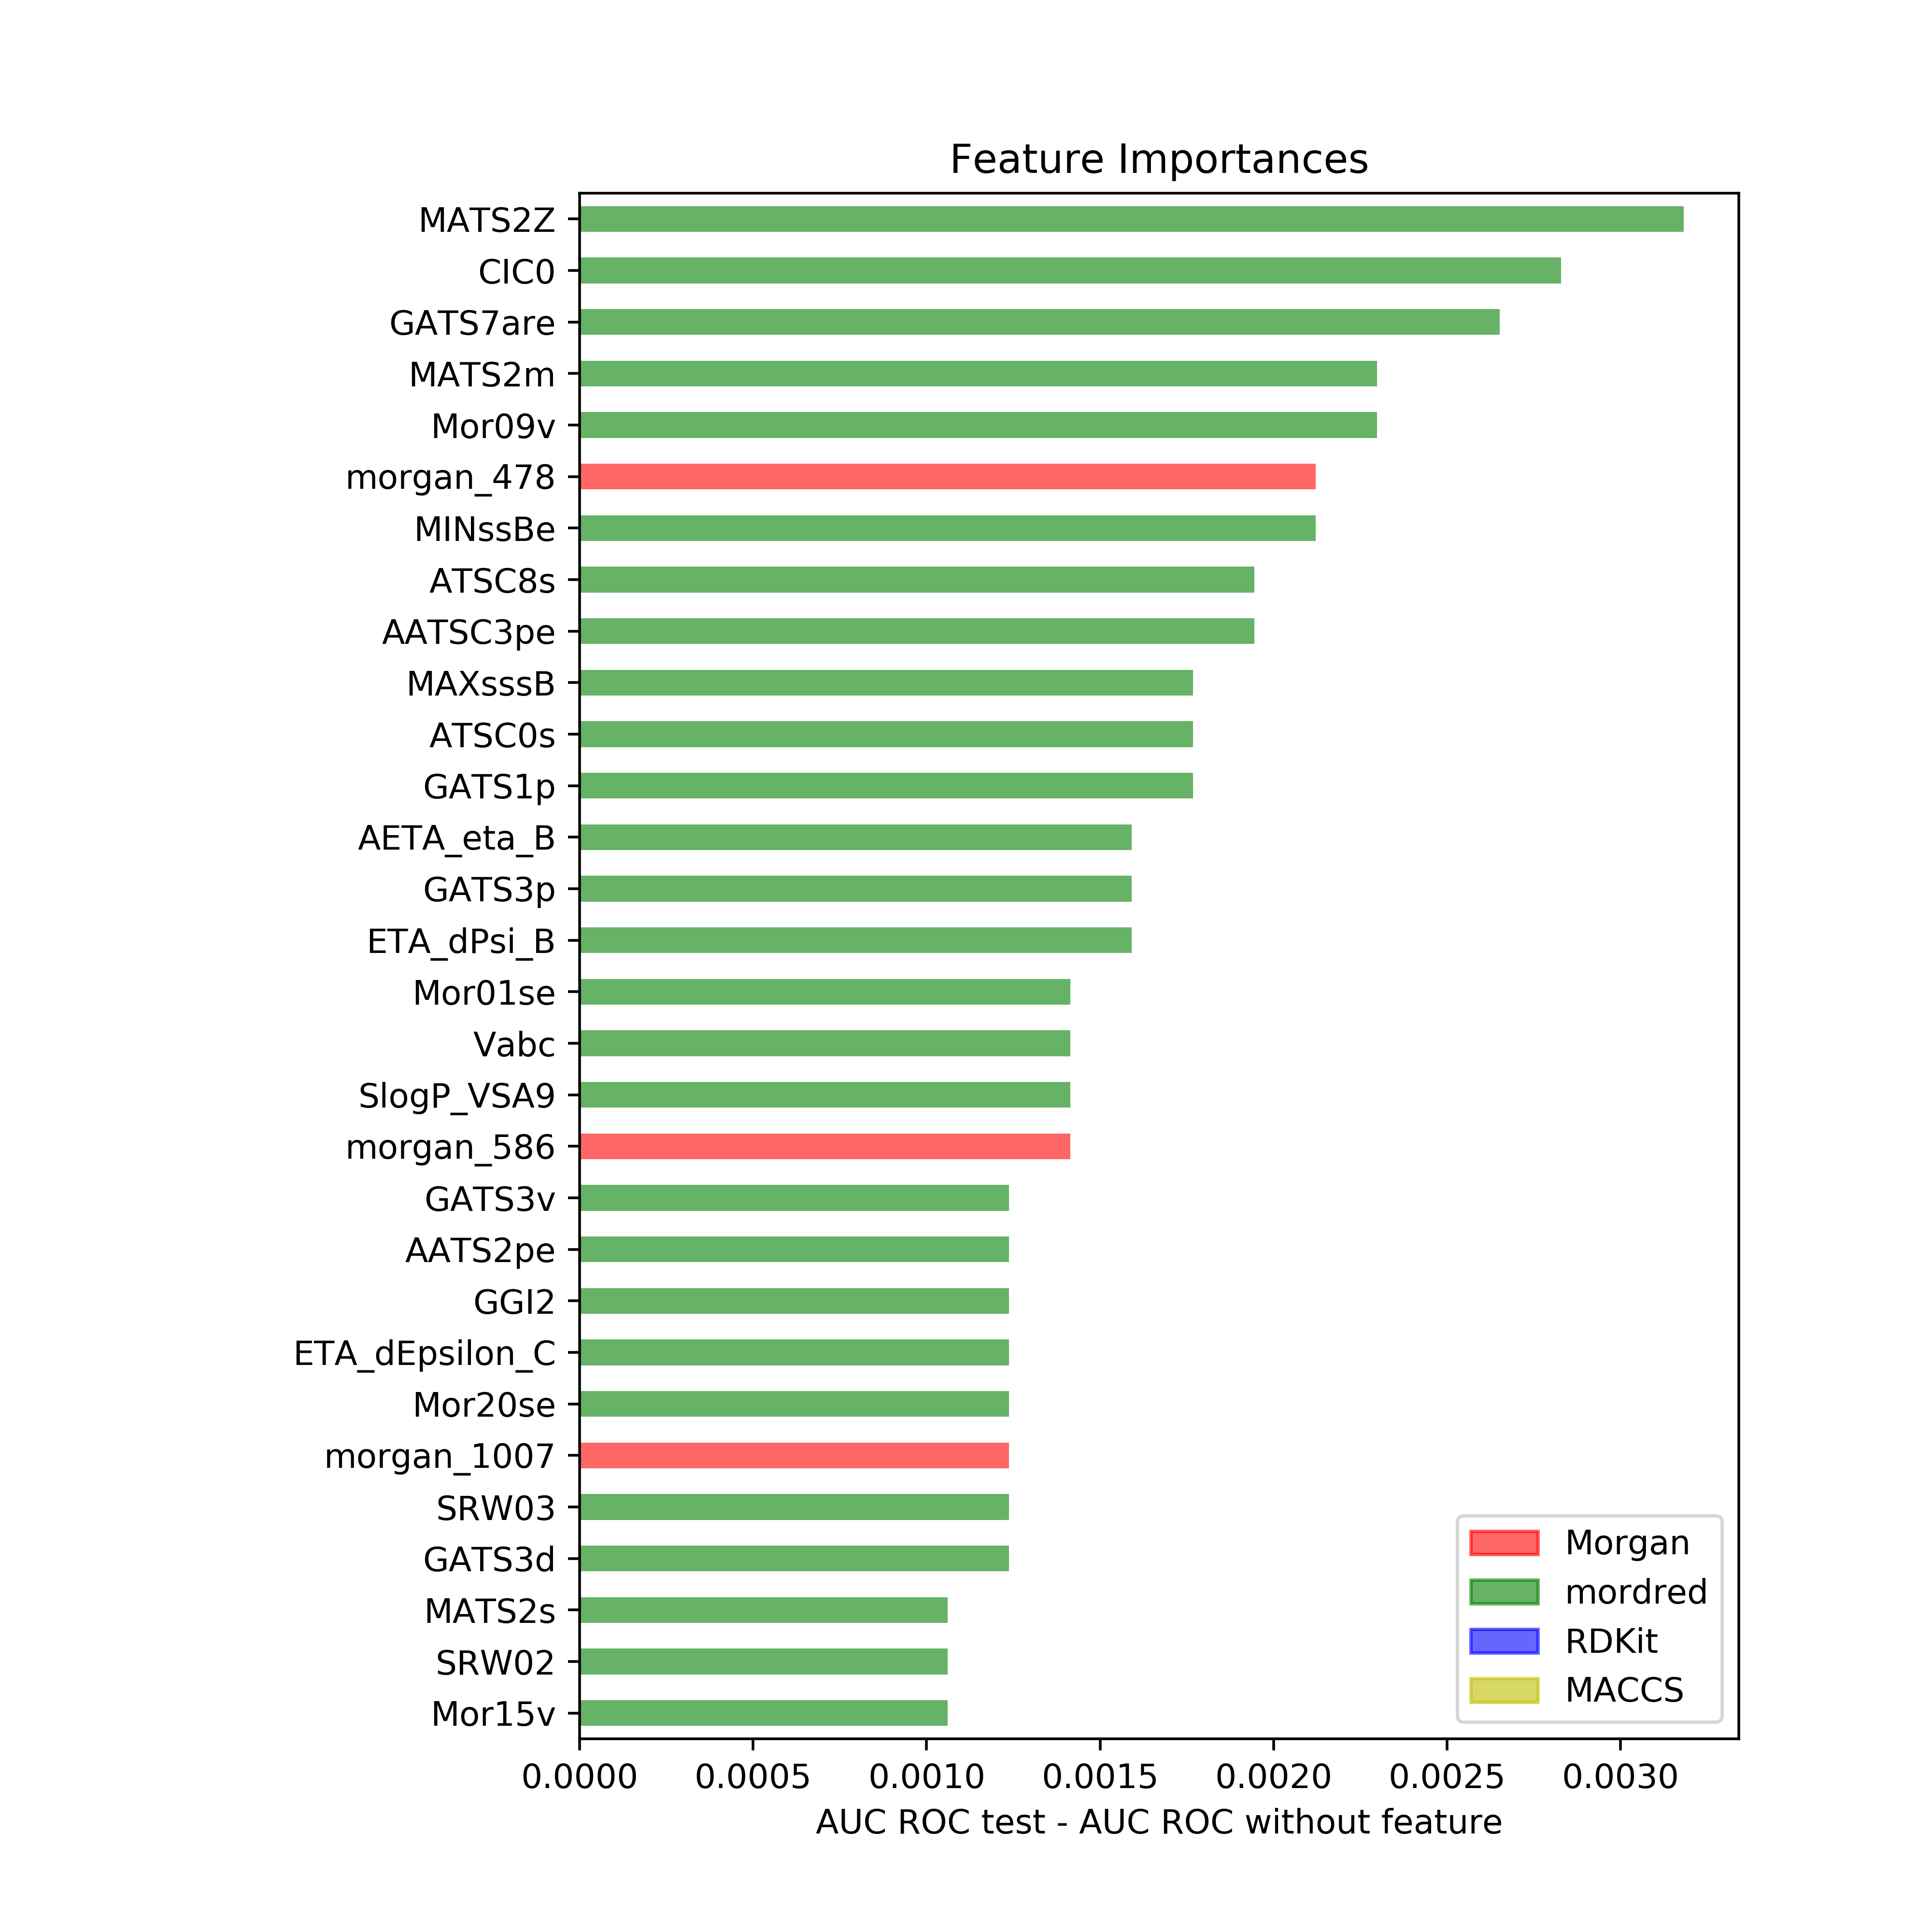 Feature Importances
MATS2Z
CIC0
GATS7are
MATS2m
Mor09v
morgan_478
MINssBe
ATSC8s
AATSC3pe
MAXsssB
ATSC0s
GATS1p
AETA_eta_B
GATS3p
ETA_dPsi_B
Mor01se
Vabc
SlogP_VSA9
morgan_586
GATS3v
AATS2pe
GGI2
ETA_dEpsilon_C
Mor20se
morgan_1007
SRW03
GATS3d
MATS2s
SRW02
Mor15v
Morgan
mordred
RDKit
MACCS
0.0000 0.0005 0.0010 0.0015 0.0020 0.0025 0.0030
AUC ROC test - AUC ROC without feature